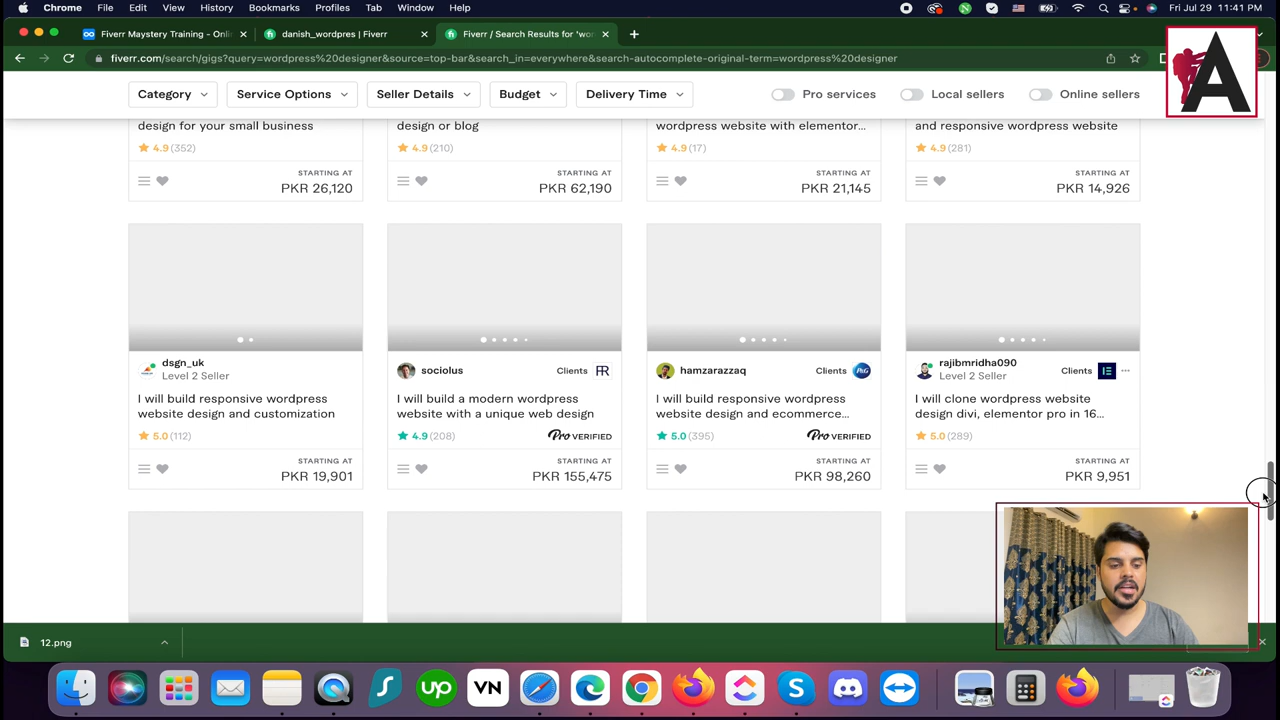 Chrome File Edit View History Bookmarks Profiles Tab Window Help Fri Jul 29 11:41 PM
Fiverr Maystery Training - Onli danish_wordpres | Fiverr Fiverr / Search Results for 'wor
fiverr.com/search/gigs?query=wordpress%20designer&source=top-bar&search_in=everywhere&search-autocomplete-original-term=wordpress%20designer
A
Category Service Options Seller Details Budget Delivery Time Pro services Local sellers Online sellers
design for your small business
4.9 (352)
STARTING AT
PKR 26,120
design or blog
4.9 (210)
STARTING AT
PKR 62,190
wordpress website with elementor...
4.9 (17)
STARTING AT
PKR 21,145
and responsive wordpress website
4.9 (281)
STARTING AT
PKR 14,926
dsgn_uk
Level 2 Seller
I will build responsive wordpress
website design and customization
5.0 (112)
STARTING AT
PKR 19,901
sociolus Clients FR
I will build a modern wordpress
website with a unique web design
4.9 (208) Pro VERIFIED
STARTING AT
PKR 155,475
hamzarazzaq Clients P&G
I will build responsive wordpress
website design and ecommerce...
5.0 (395) Pro VERIFIED
STARTING AT
PKR 98,260
rajibmridha090
Level 2 Seller Clients
I will clone wordpress website
design divi, elementor pro in 16...
5.0 (289)
STARTING AT
PKR 9,951
12.png
up VN